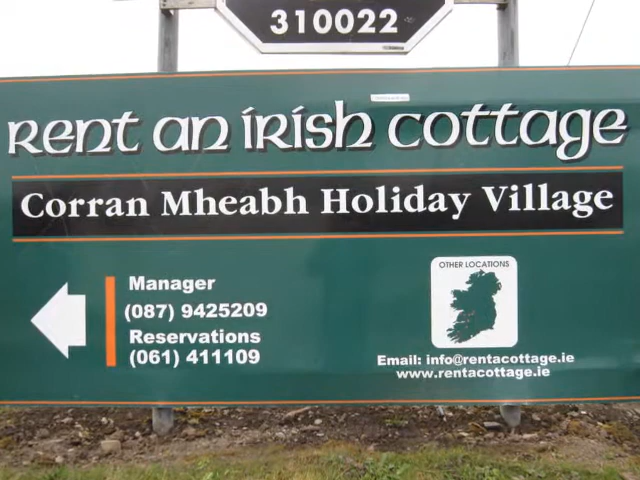 310022
Rent an Irish Cottage
Corran Mheabh Holiday Village
Manager
(087) 9425209
Reservations
(061) 411109
OTHER LOCATIONS
Email: info@rentacottage.ie
www.rentacottage.ie